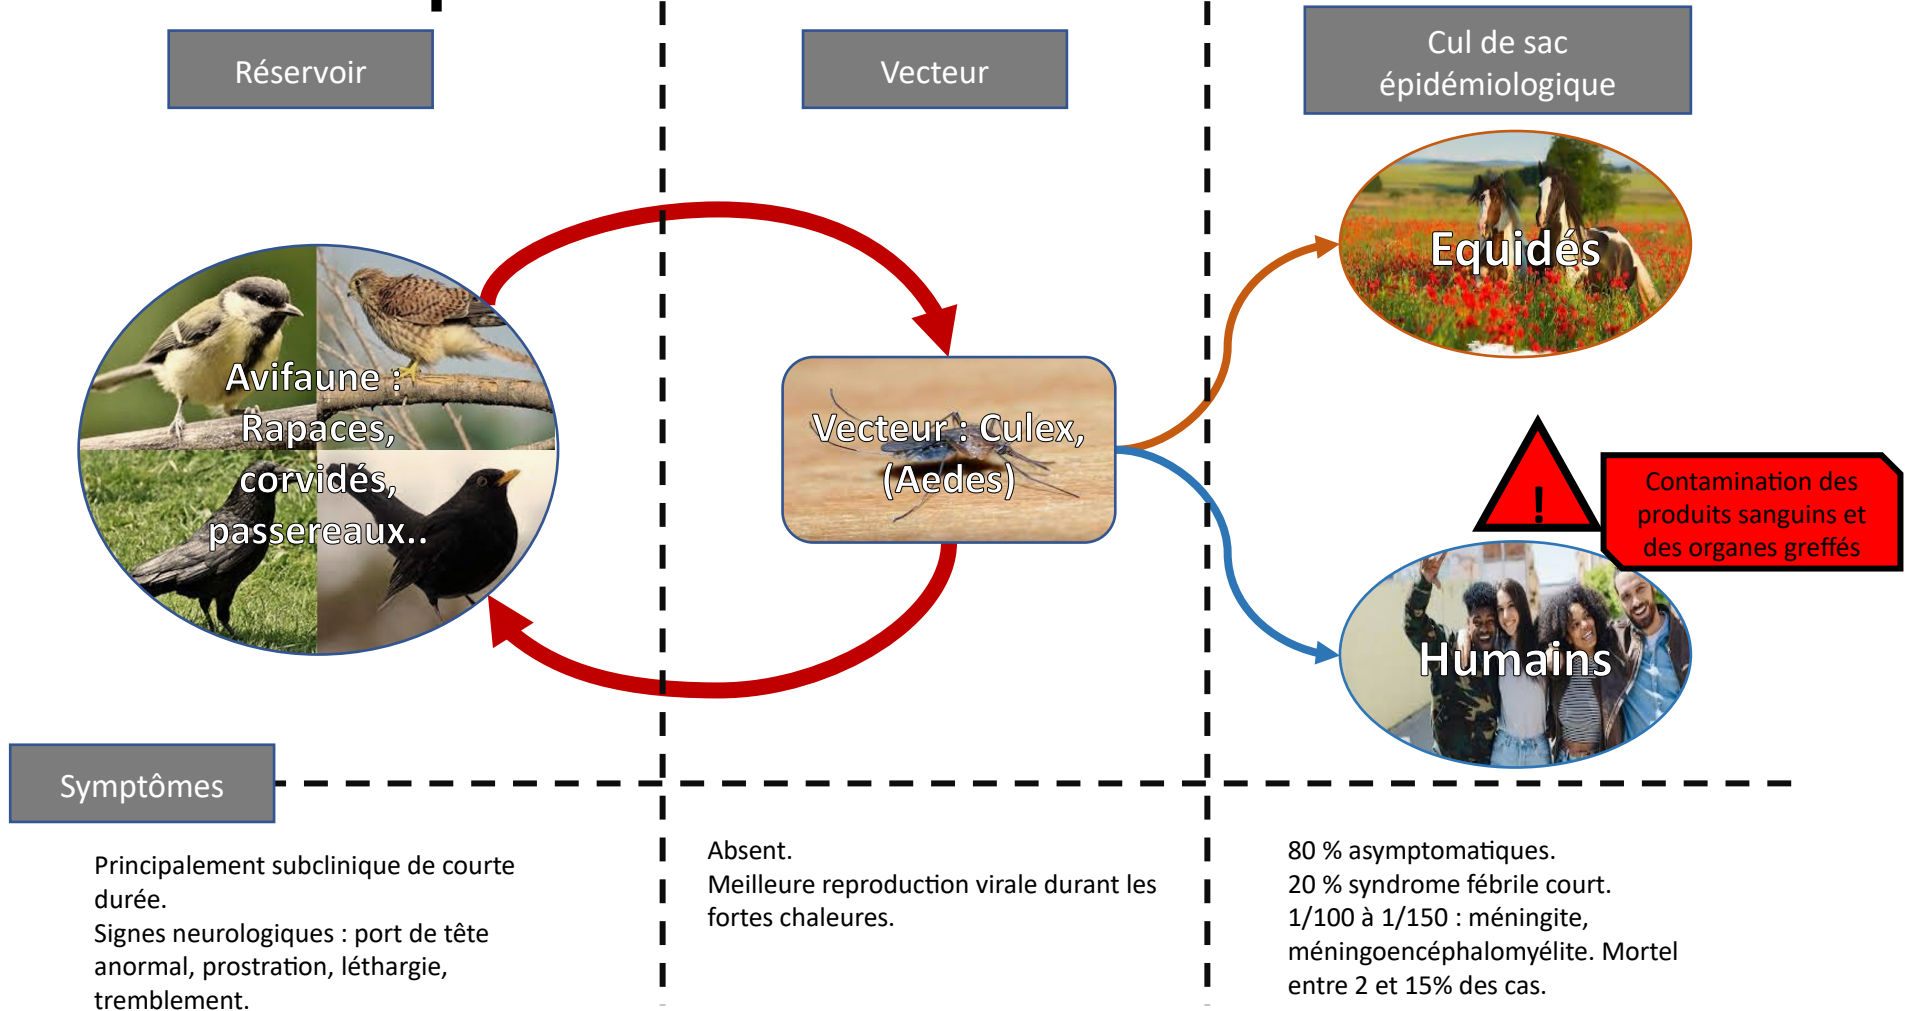 Réservoir
Vecteur
Cul de sac
épidémiologique
Avifaune :
Rapaces,
corvidés,
passereaux..
Vecteur : Culex,
(Aedes)
Equidés
!
Contamination des
produits sanguins et
des organes greffés
Humains
Symptômes
Principalement subclinique de courte
durée.
Signes neurologiques : port de tête
anormal, prostration, léthargie,
tremblement.
Absent.
Meilleure reproduction virale durant les
fortes chaleures.
80 % asymptomatiques.
20 % syndrome fébrile court.
1/100 à 1/150 : méningite,
méningoencéphalomyélite. Mortel
entre 2 et 15% des cas.